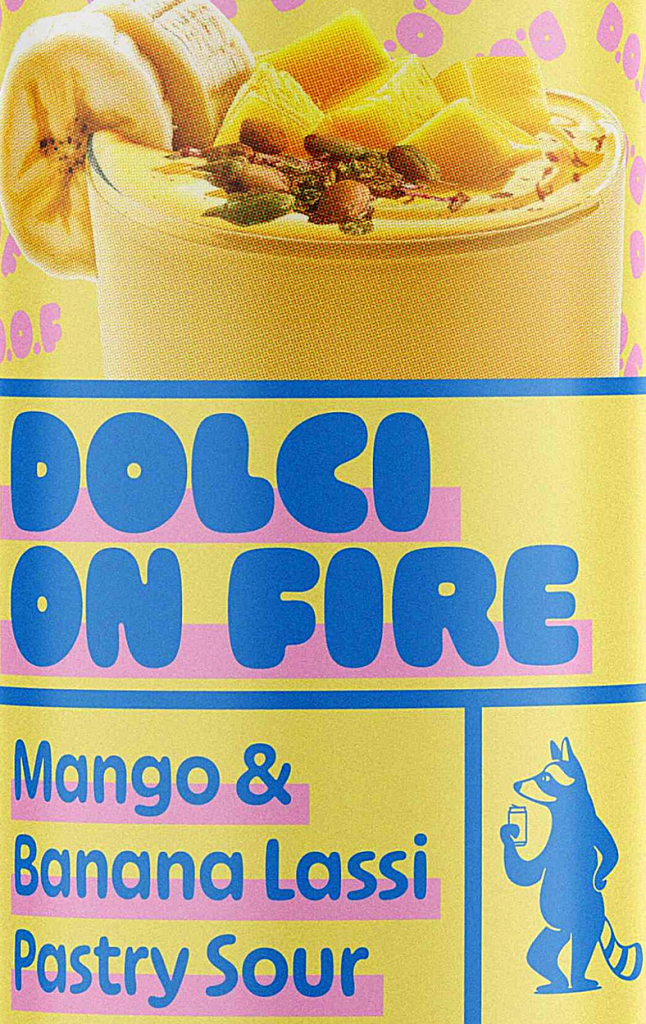 D.O.F
DOLCI
ON FIRE
Mango &
Banana Lassi
Pastry Sour